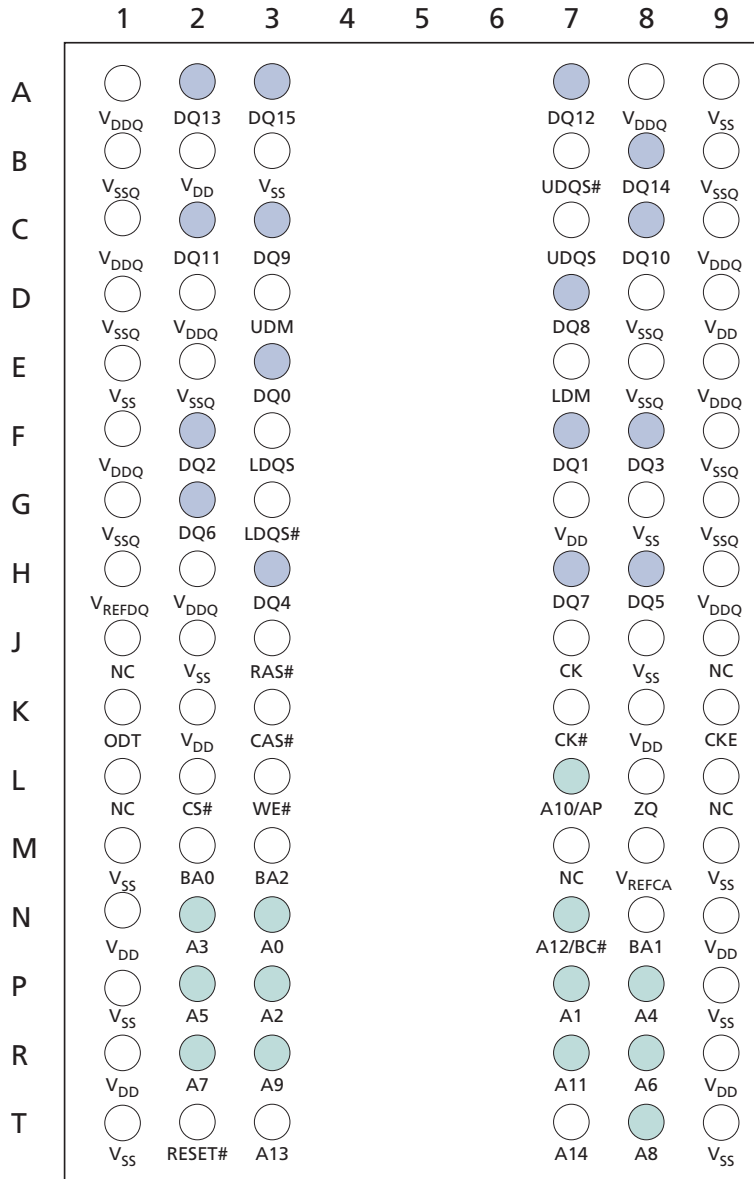 1 2 3 4 5 6 7 8 9
A
VDDQ DQ13 DQ15 DQ12 VDDQ VSS
B
VSSQ VDD VSS UDQS# DQ14 VSSQ
C
VDDQ DQ11 DQ9 UDQS DQ10 VDDQ
D
VSSQ VDDQ UDM DQ8 VSSQ VDD
E
VSS VSSQ DQ0 LDM VSSQ VDDQ
F
VDDQ DQ2 LDQS DQ1 DQ3 VSSQ
G
VSSQ DQ6 LDQS# VDD VSS VSSQ
H
VREFDQ VDDQ DQ4 DQ7 DQ5 VDDQ
J
NC VSS RAS# CK VSS NC
K
ODT VDD CAS# CK# VDD CKE
L
NC CS# WE# A10/AP ZQ NC
M
VSS BA0 BA2 NC VREFCA VSS
N
VDD A3 A0 A12/BC# BA1 VDD
P
VSS A5 A2 A1 A4 VSS
R
VDD A7 A9 A11 A6 VDD
T
VSS RESET# A13 A14 A8 VSS